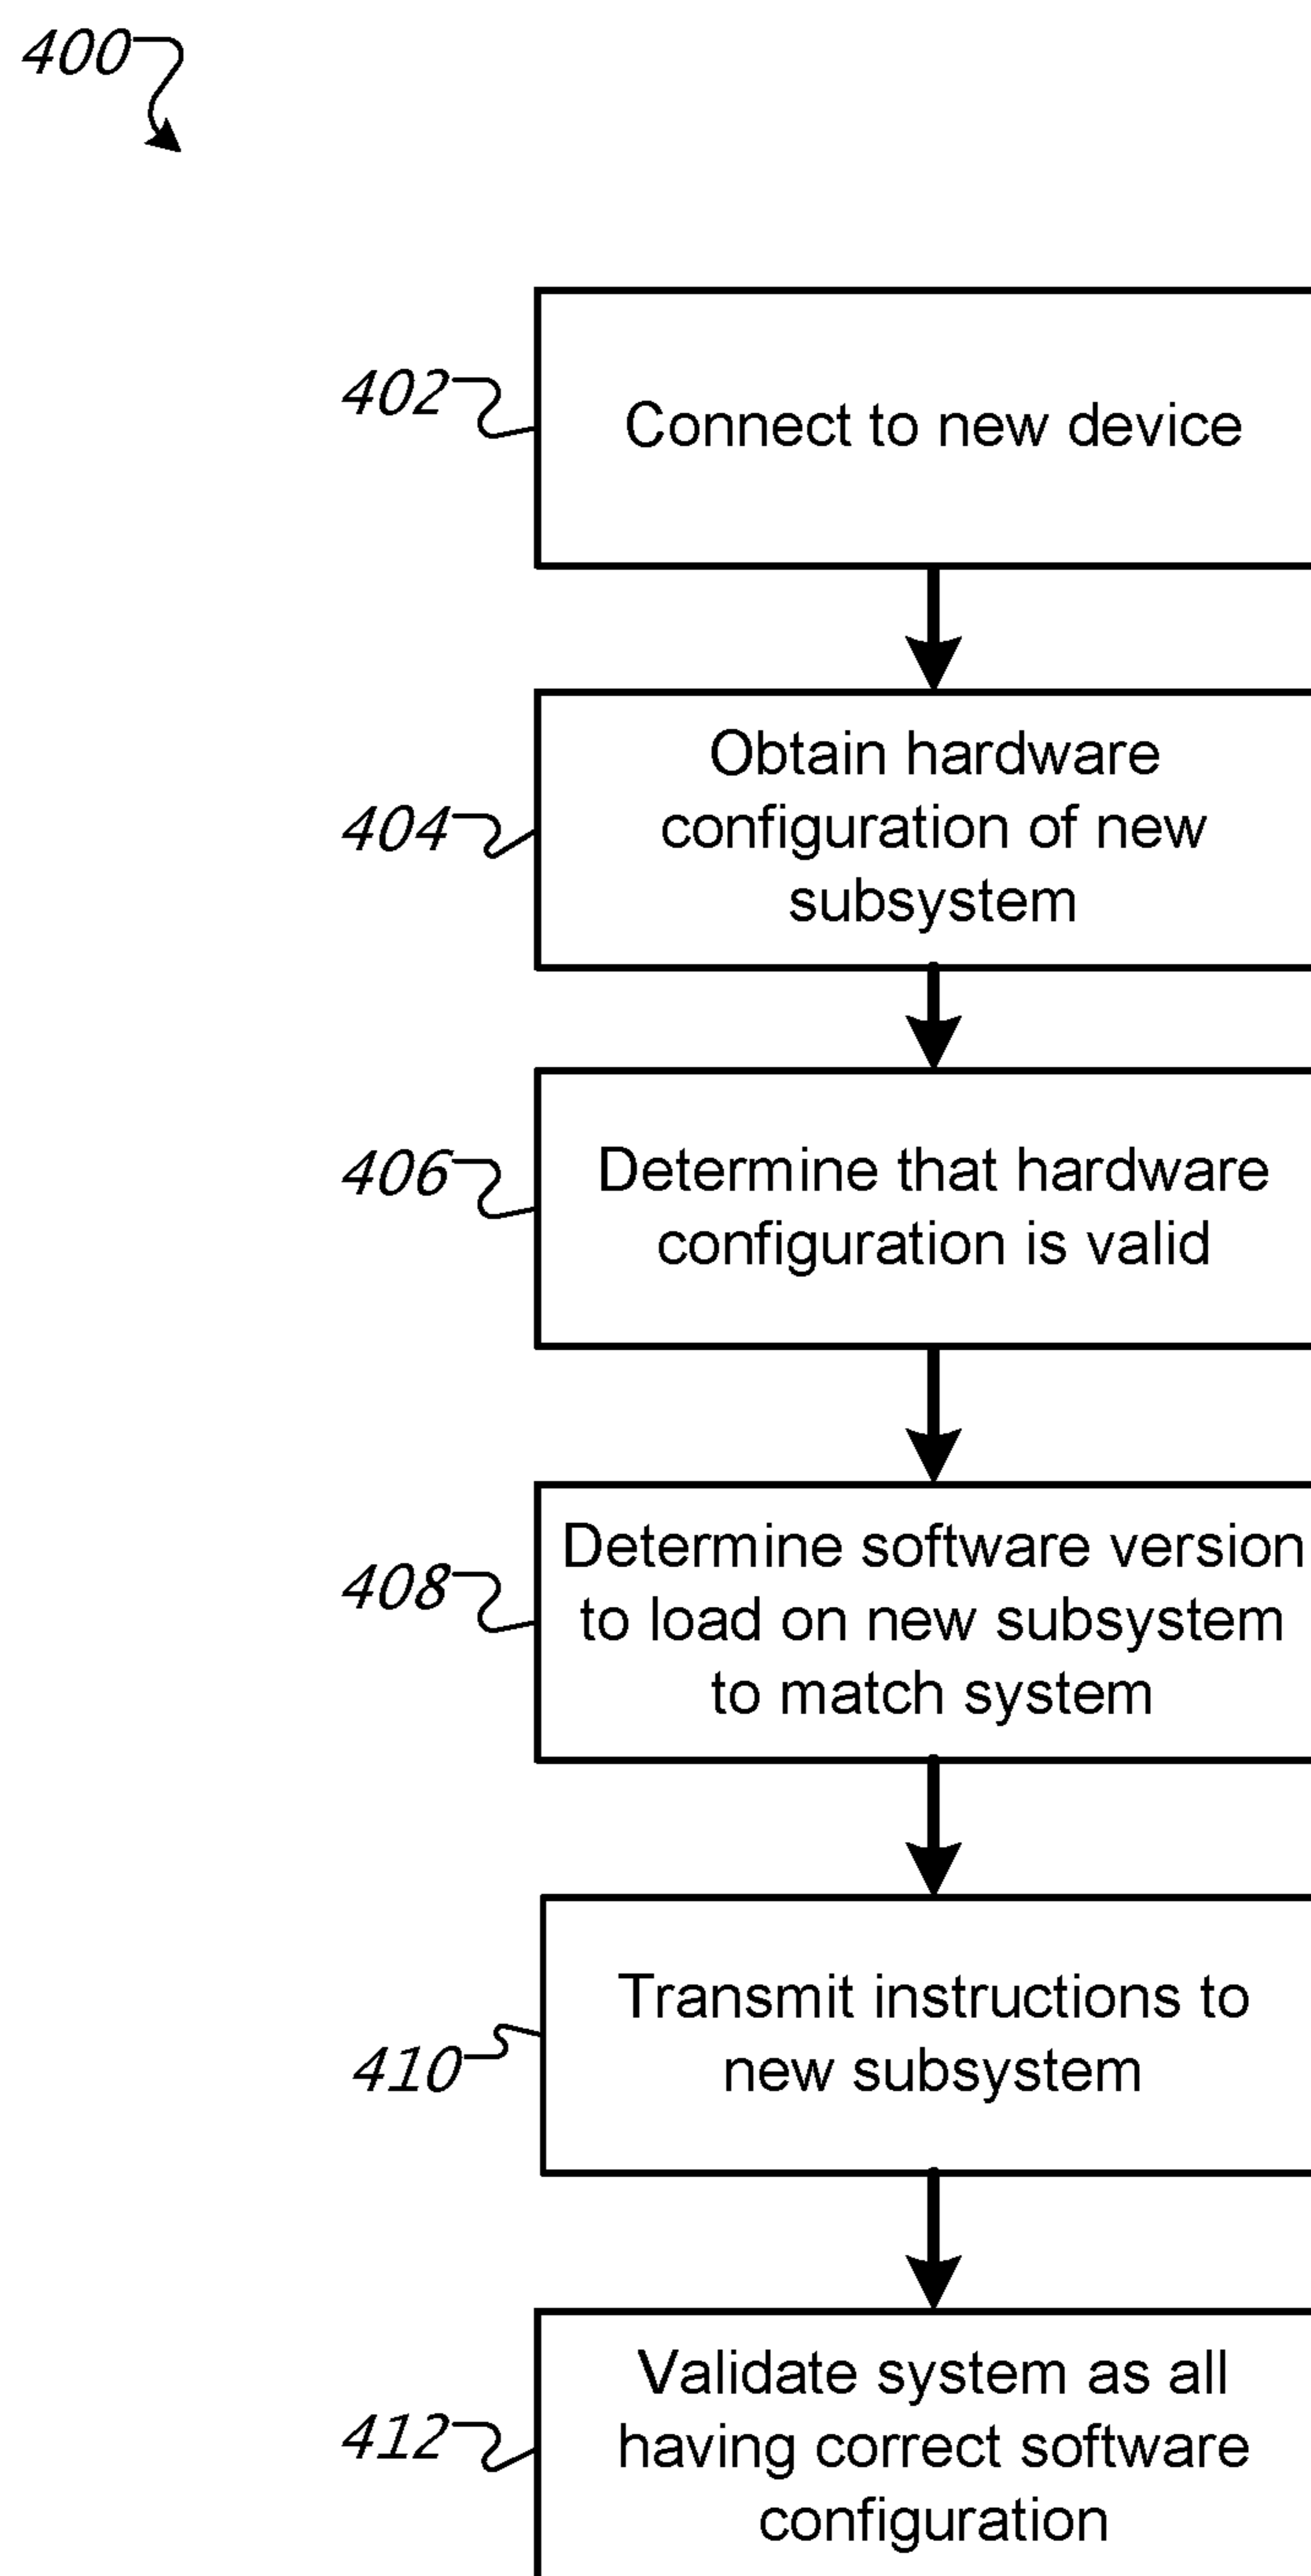 400
402
Connect to new device
404
Obtain hardware
configuration of new
subsystem
406
Determine that hardware
configuration is valid
408
Determine software version
to load on new subsystem
to match system
410
Transmit instructions to
new subsystem
412
Validate system as all
having correct software
configuration